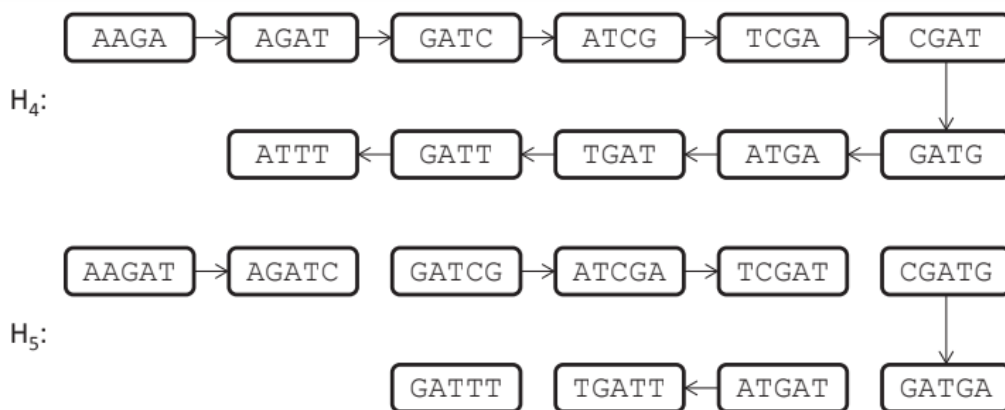 AAGA AGAT GATC ATCG TCGA CGAT
H₄:
ATTT GATT TGAT ATGA GATG
AAGAT AGATC GATCG ATCGA TCGAT CGATG
H₅:
GATTT TGATT ATGAT GATGA